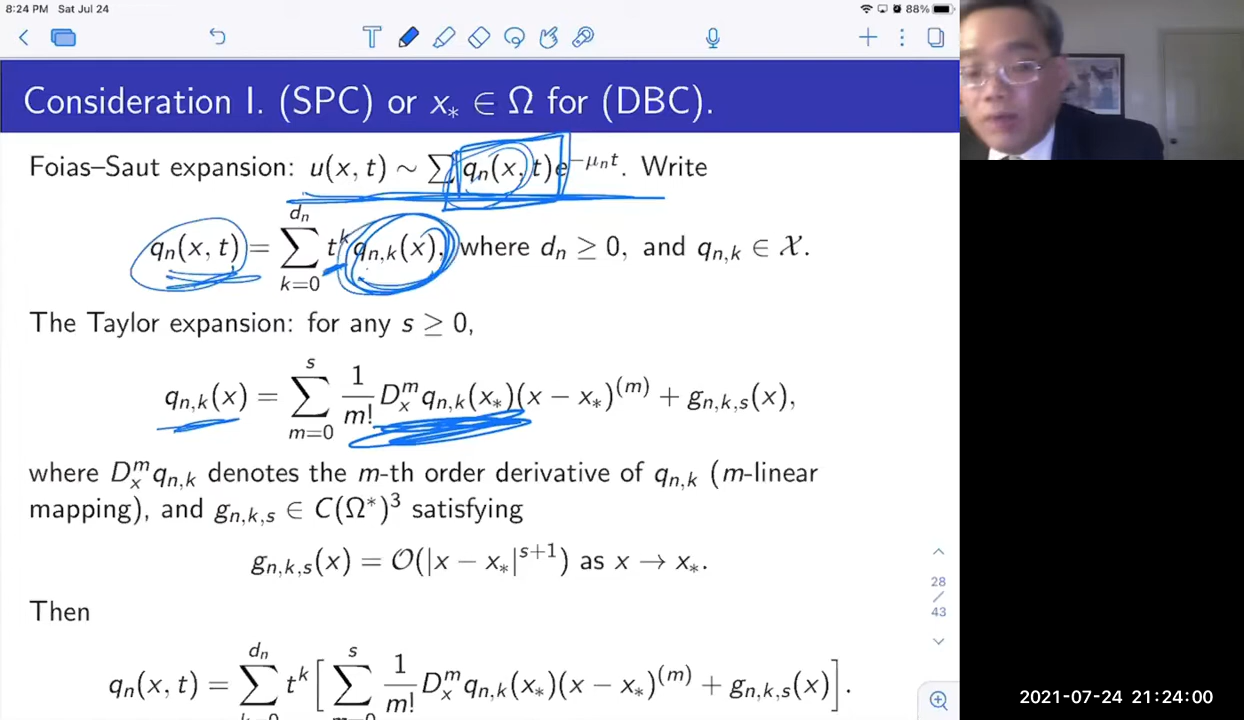 8:24 PM Sat Jul 24
88%
Consideration I. (SPC) or x_* ∈ Ω for (DBC).
Foias–Saut expansion: u(x, t) ∼ ∑ q_n(x, t)e^{−μ_n t}. Write
q_n(x, t) = ∑_{k=0}^{d_n} t^k q_{n,k}(x), where d_n ≥ 0, and q_{n,k} ∈ 𝒳.
The Taylor expansion: for any s ≥ 0,
q_{n,k}(x) = ∑_{m=0}^{s} 1/m! D_x^m q_{n,k}(x_*)(x − x_*)^{(m)} + g_{n,k,s}(x),
where D_x^m q_{n,k} denotes the m-th order derivative of q_{n,k} (m-linear
mapping), and g_{n,k,s} ∈ C(Ω^*)^3 satisfying
g_{n,k,s}(x) = 𝒪(|x − x_*|^{s+1}) as x → x_*.
28
/
43
Then
q_n(x, t) = ∑_{k=0}^{d_n} t^k [ ∑_{m=0}^{s} 1/m! D_x^m q_{n,k}(x_*)(x − x_*)^{(m)} + g_{n,k,s}(x) ].
2021-07-24 21:24:00